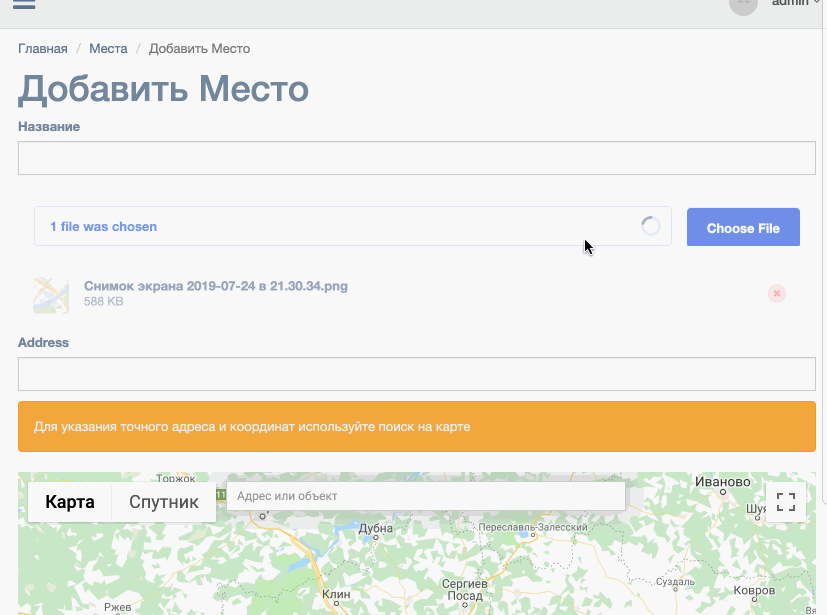 admin
Главная / Места / Добавить Место
Добавить Место
Название
1 file was chosen
Choose File
Снимок экрана 2019-07-24 в 21.30.34.png
588 KB
Address
Для указания точного адреса и координат используйте поиск на карте
Торжок
Иваново
Карта
Спутник
Адрес или объект
Дубна
Переславль-Залесский
Клин
Сергиев
Посад
Суздаль
Ковров
Ржев